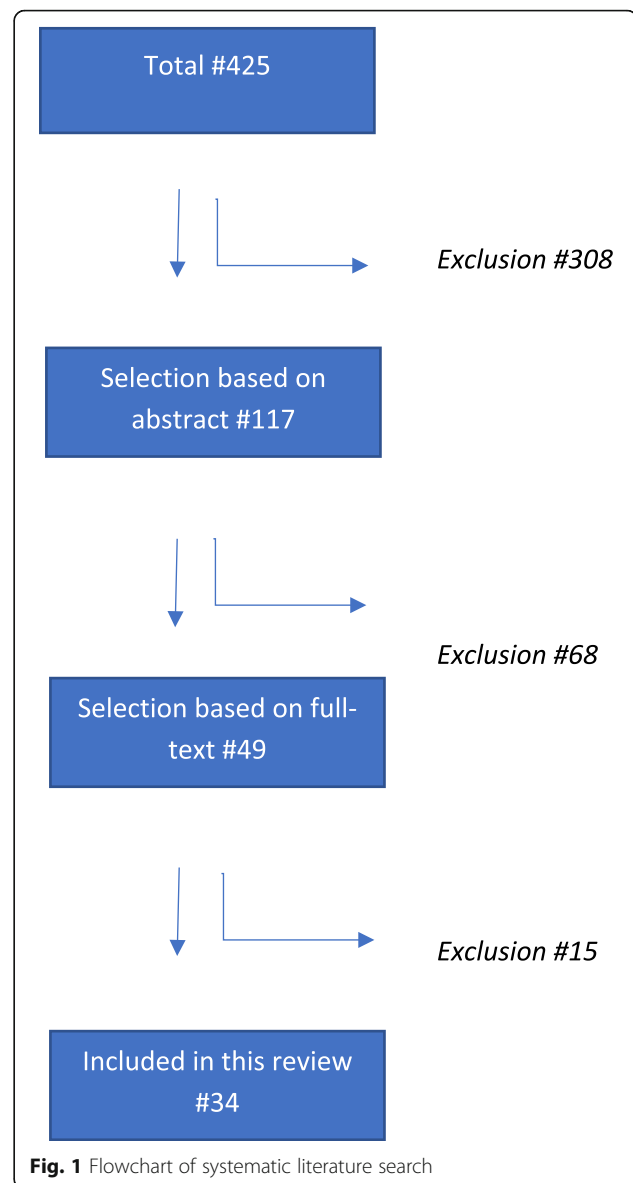 Total #425
Exclusion #308
Selection based on
abstract #117
Exclusion #68
Selection based on full-
text #49
Exclusion #15
Included in this review
#34
Fig. 1 Flowchart of systematic literature search